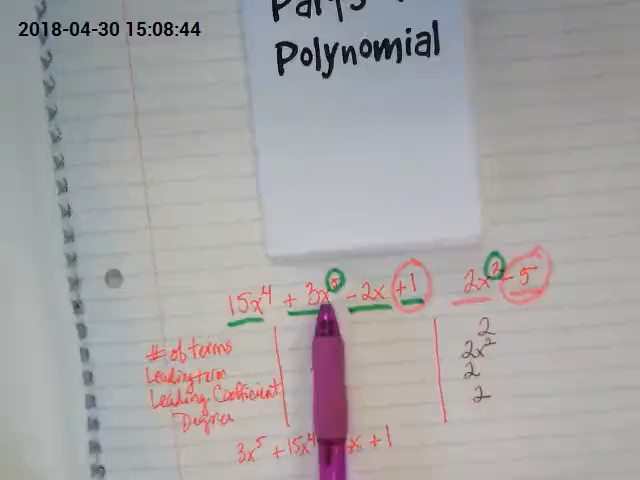 2018-04-30 15:08:44
Parts
Polynomial
15x⁴ + 3x⁵ - 2x + 1 2x² - 5
# of terms 2
Leading term 2x²
Leading Coefficient 2
Degree 2
3x⁵ + 15x⁴ x + 1